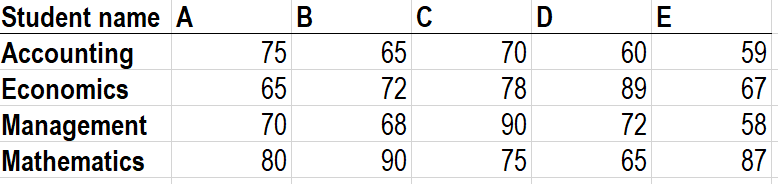 Student name A B C D E
Accounting 75 65 70 60 59
Economics 65 72 78 89 67
Management 70 68 90 72 58
Mathematics 80 90 75 65 87